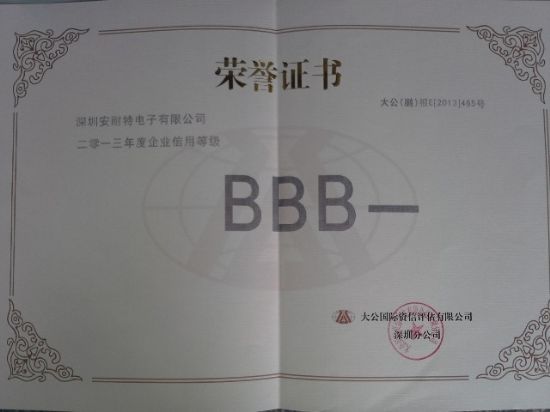 荣誉证书
大公(鹏)招E[2013]465号
深圳安耐特电子有限公司
二零一三年度企业信用等级
BBB—
大公国际资信评估有限公司
深圳分公司